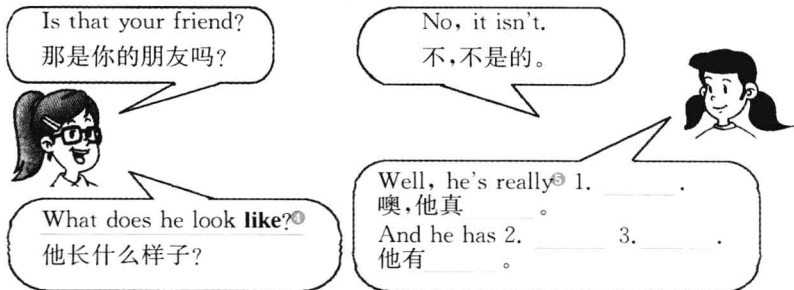 Is that your friend?
那是你的朋友吗?
No, it isn't.
不,不是的。
What does he look like?④
他长什么样子?
Well, he's really⑤ 1. ______ .
噢,他真______。
And he has 2. ______ 3. ______ .
他有______。